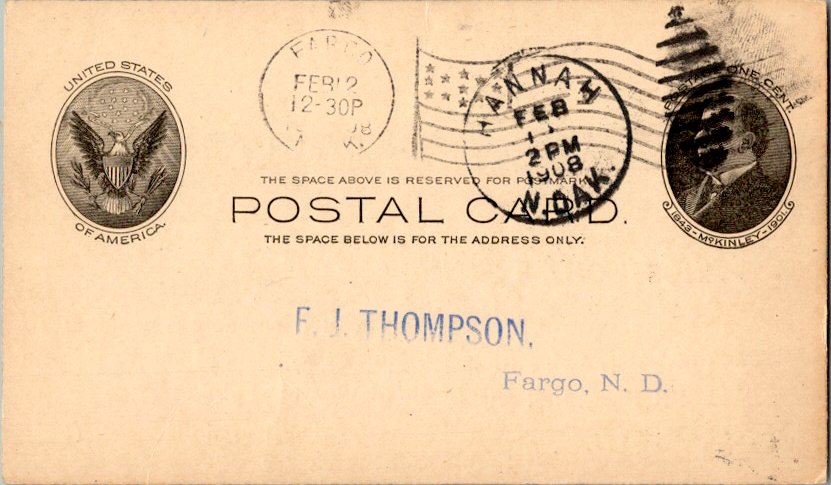 UNITED STATES
OF AMERICA.
FARGO
FEB 12
12-30P
HANNAH
FEB
2 PM
1908
N. DAK.
ONE CENT.
1843-McKINLEY-1901.
THE SPACE ABOVE IS RESERVED FOR POSTMARK.
POSTAL CARD.
THE SPACE BELOW IS FOR THE ADDRESS ONLY.
F. J. THOMPSON,
Fargo, N. D.